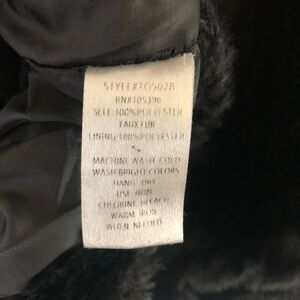 STYLE#TO5028
RN#105396
SELF:100%POLYESTER
FAUX FUR
LINING:100%POLYESTER
S
MACHINE WASH COLD
WASH BRIGHT COLORS
HANG DRY
USE NON
CHLORINE BLEACH
WARM IRON
WHEN NEEDED